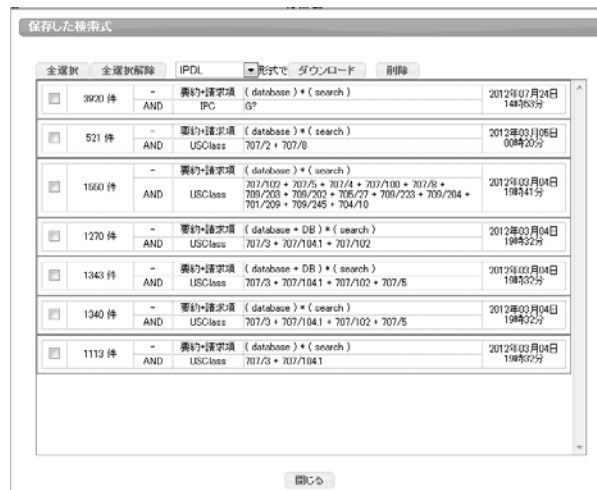 保存した検索式
全選択 全選択解除 IPDL 形式で ダウンロード 削除
3920 件 - 要約+請求項 ( database ) * ( search ) 2012年07月24日 14時53分
AND IPC G?
521 件 - 要約+請求項 ( database ) * ( search ) 2012年03月05日 00時20分
AND USClass 707/2 + 707/8
1550 件 - 要約+請求項 ( database ) * ( search ) 2012年03月04日 19時41分
AND USClass 707/102 + 707/5 + 707/4 + 707/100 + 707/8 +
709/203 + 709/202 + 705/27 + 709/223 + 709/204 +
701/209 + 709/245 + 704/10
1270 件 - 要約+請求項 ( database + DB ) * ( search ) 2012年03月04日 19時32分
AND USClass 707/3 + 707/104.1 + 707/102
1343 件 - 要約+請求項 ( database + DB ) * ( search ) 2012年03月04日 19時32分
AND USClass 707/3 + 707/104.1 + 707/102 + 707/5
1340 件 - 要約+請求項 ( database ) * ( search ) 2012年03月04日 19時32分
AND USClass 707/3 + 707/104.1 + 707/102 + 707/5
1113 件 - 要約+請求項 ( database ) * ( search ) 2012年03月04日 19時32分
AND USClass 707/3 + 707/104.1
閉じる